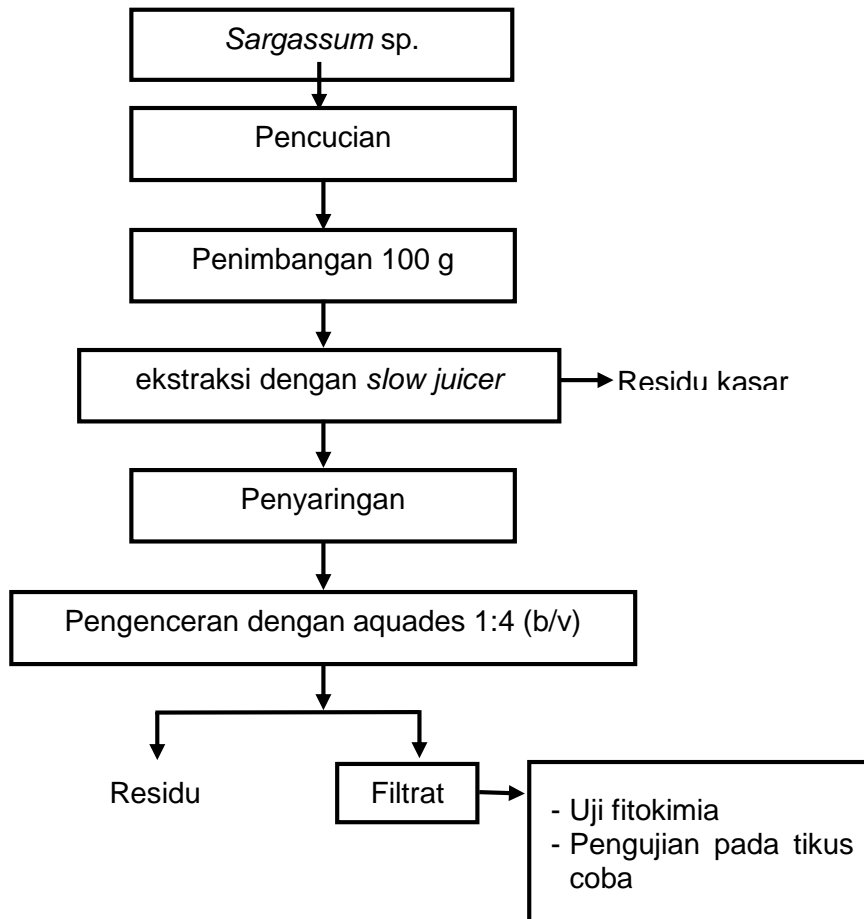 Sargassum sp.
Pencucian
Penimbangan 100 g
ekstraksi dengan slow juicer
Residu kasar
Penyaringan
Pengenceran dengan aquades 1:4 (b/v)
Residu
Filtrat
- Uji fitokimia
- Pengujian pada tikus
coba